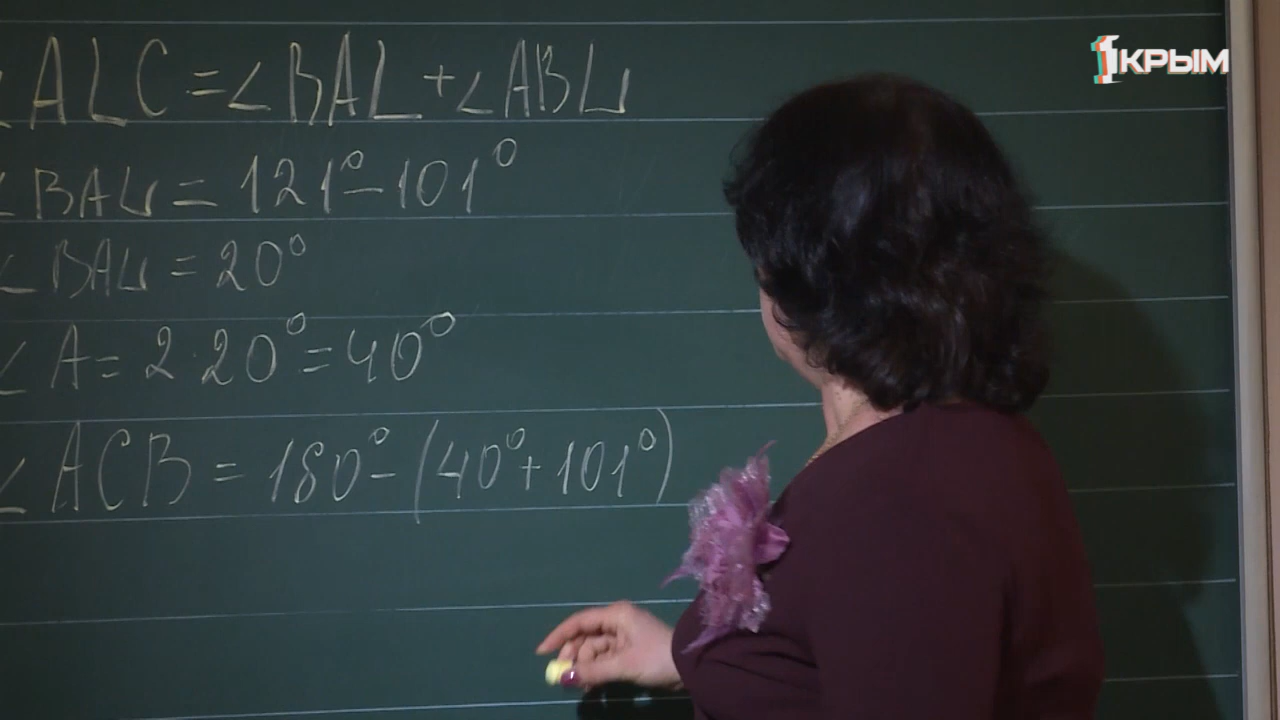 ∠ALC = ∠BAL + ∠ABL
∠BAL = 121° - 101°
∠BAL = 20°
∠A = 2·20° = 40°
∠ACB = 180° - (40° + 101°)
1КРЫМ